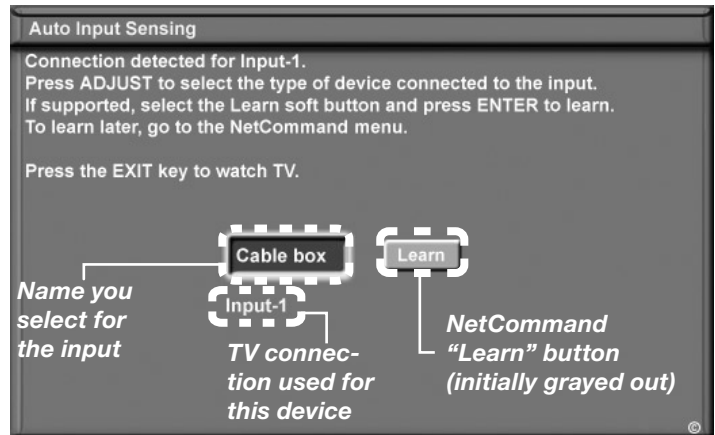 Auto Input Sensing
Connection detected for Input-1.
Press ADJUST to select the type of device connected to the input.
If supported, select the Learn soft button and press ENTER to learn.
To learn later, go to the NetCommand menu.
Press the EXIT key to watch TV.
Cable box
Learn
Input-1
Name you
select for
the input
TV connec-
tion used for
this device
NetCommand
“Learn” button
(initially grayed out)
©